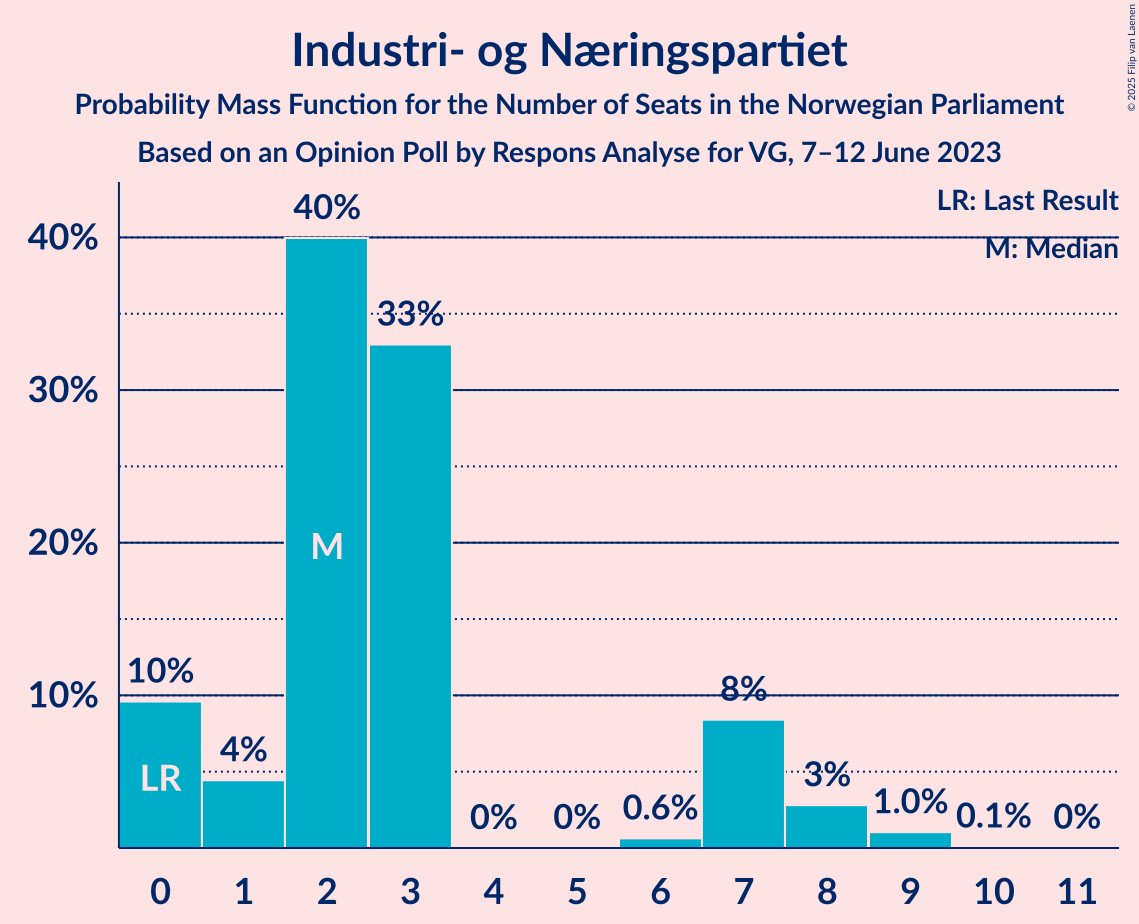 Industri- og Næringspartiet
Probability Mass Function for the Number of Seats in the Norwegian Parliament
Based on an Opinion Poll by Respons Analyse for VG, 7–12 June 2023
© 2025 Filip van Laenen
LR: Last Result
M: Median
40%
30%
20%
10%
10%
4%
40%
33%
0%
0%
0.6%
8%
3%
1.0%
0.1%
0%
LR
M
0 1 2 3 4 5 6 7 8 9 10 11